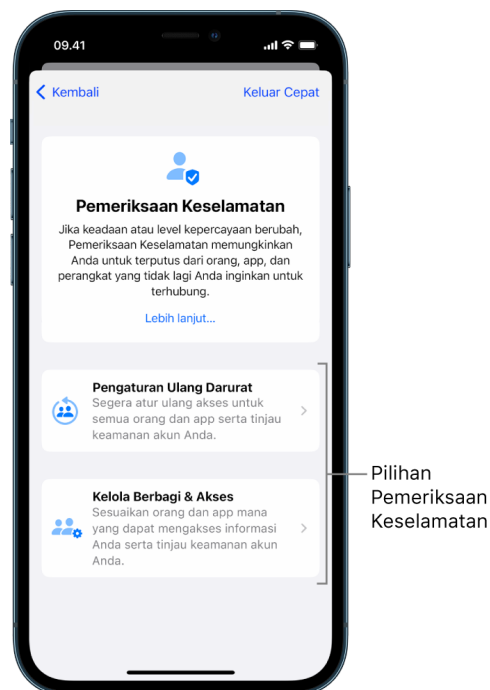 09.41
Kembali
Keluar Cepat
Pemeriksaan Keselamatan
Jika keadaan atau level kepercayaan berubah,
Pemeriksaan Keselamatan memungkinkan
Anda untuk terputus dari orang, app, dan
perangkat yang tidak lagi Anda inginkan untuk
terhubung.
Lebih lanjut...
Pengaturan Ulang Darurat
Segera atur ulang akses untuk
semua orang dan app serta tinjau
keamanan akun Anda.
Kelola Berbagi & Akses
Sesuaikan orang dan app mana
yang dapat mengakses informasi
Anda serta tinjau keamanan akun
Anda.
Pilihan
Pemeriksaan
Keselamatan